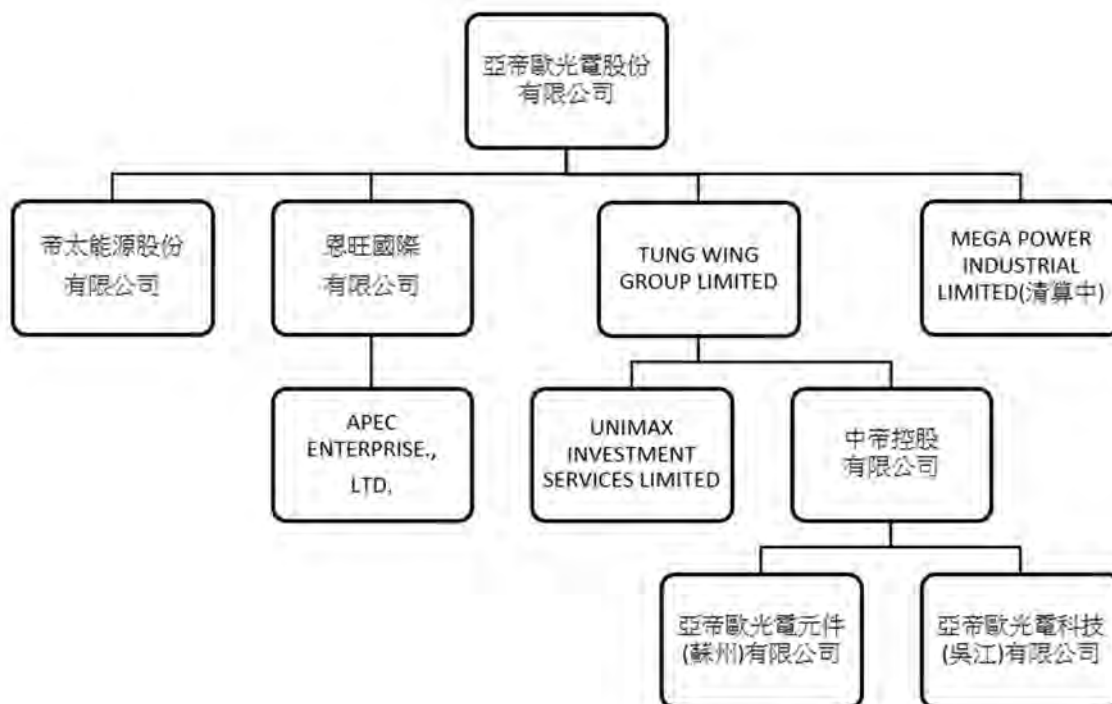 亞帝歐光電股份
有限公司
帝太能源股份
有限公司
恩旺國際
有限公司
TUNG WING
GROUP LIMITED
MEGA POWER
INDUSTRIAL
LIMITED(清算中)
APEC
ENTERPRISE.,
LTD.
UNIMAX
INVESTMENT
SERVICES LIMITED
中帝控股
有限公司
亞帝歐光電元件
(蘇州)有限公司
亞帝歐光電科技
(吳江)有限公司